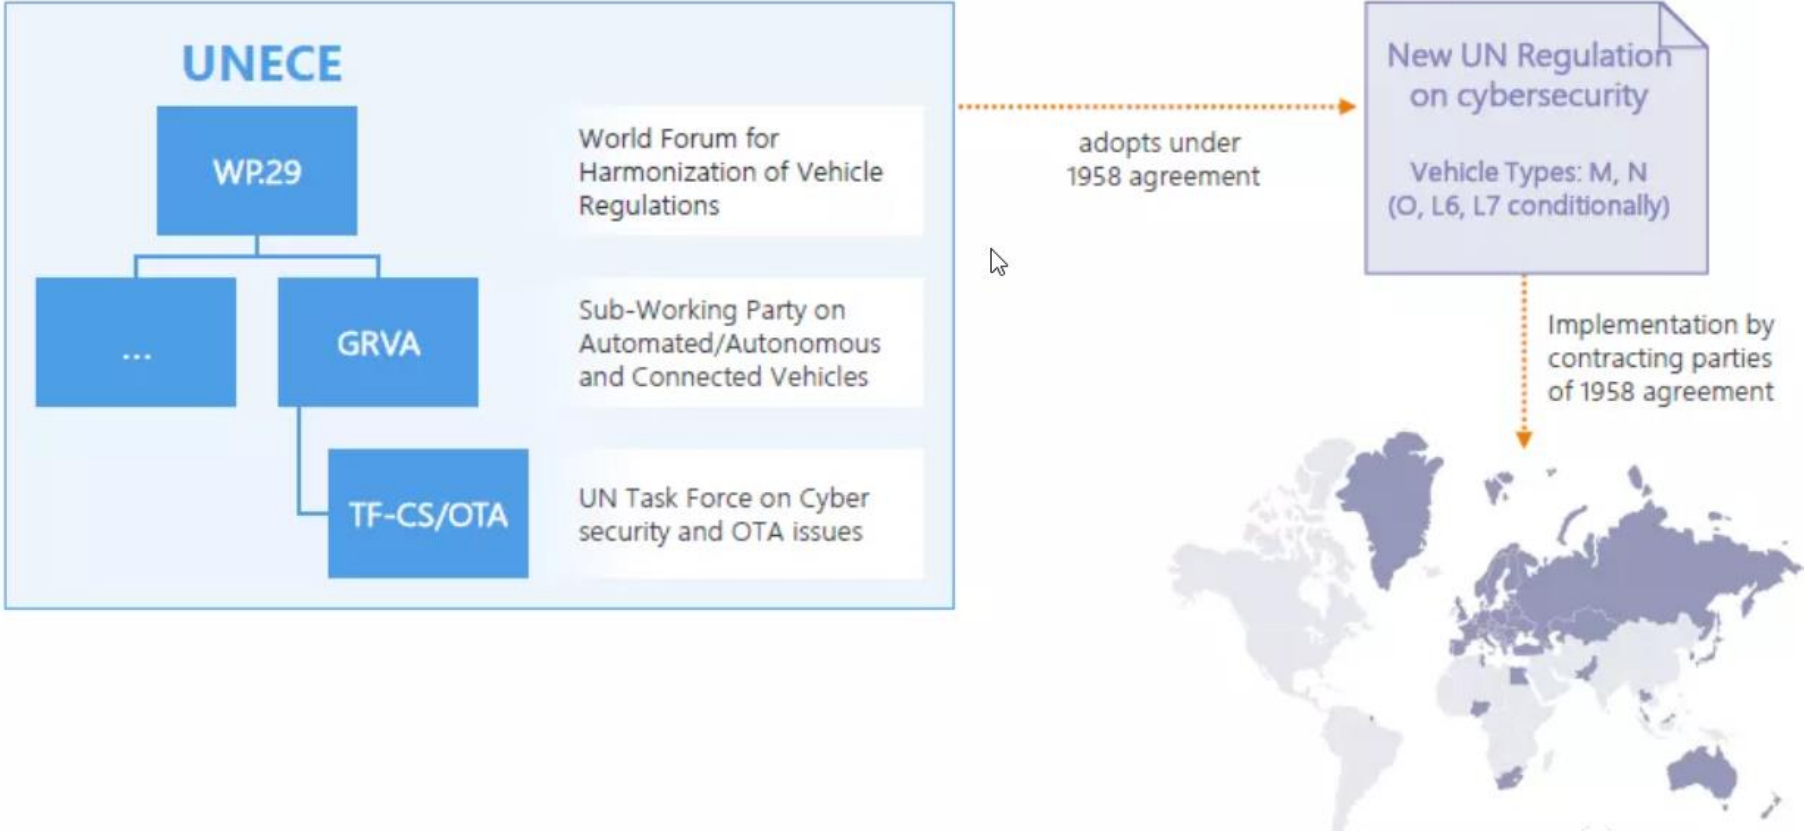 UNECE
WP.29
World Forum for
Harmonization of Vehicle
Regulations
...
GRVA
Sub-Working Party on
Automated/Autonomous
and Connected Vehicles
TF-CS/OTA
UN Task Force on Cyber
security and OTA issues
adopts under
1958 agreement
New UN Regulation
on cybersecurity
Vehicle Types: M, N
(O, L6, L7 conditionally)
Implementation by
contracting parties
of 1958 agreement